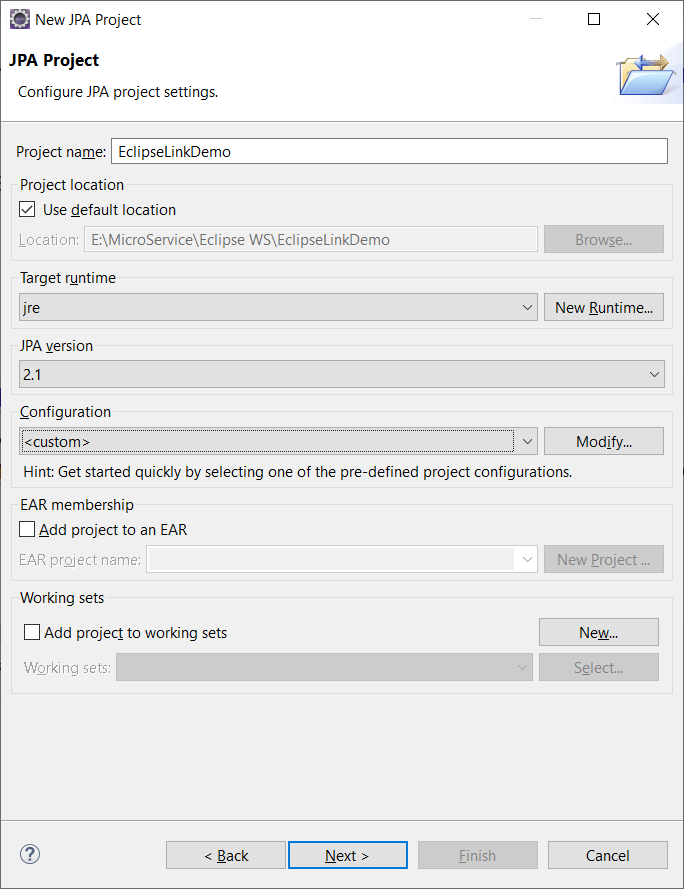 New JPA Project
JPA Project
Configure JPA project settings.
Project name: EclipseLinkDemo
Project location
Use default location
Location: E:\MicroService\Eclipse WS\EclipseLinkDemo Browse...
Target runtime
jre New Runtime...
JPA version
2.1
Configuration
<custom> Modify...
Hint: Get started quickly by selecting one of the pre-defined project configurations.
EAR membership
Add project to an EAR
EAR project name: New Project ...
Working sets
Add project to working sets New...
Working sets: Select...
? < Back Next > Finish Cancel